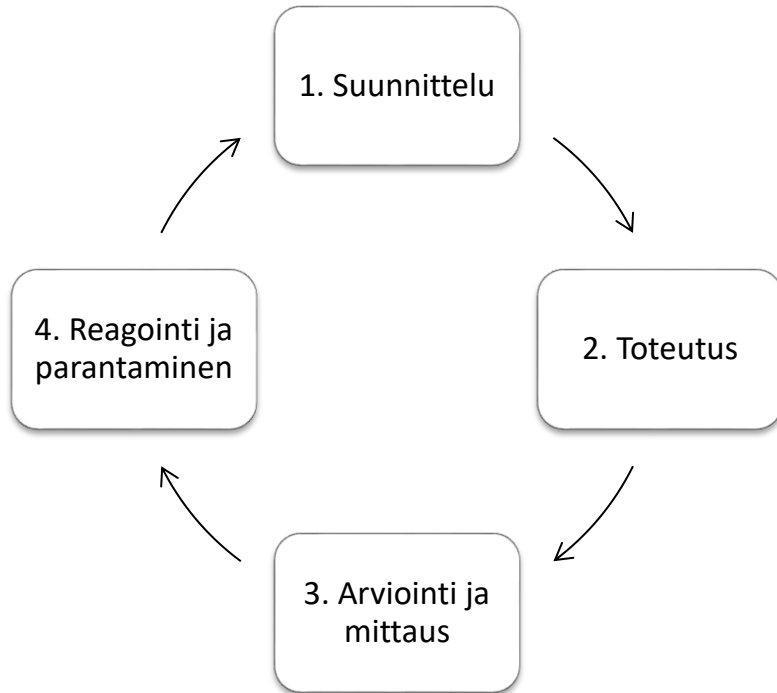 1. Suunnittelu
2. Toteutus
3. Arviointi ja
mittaus
4. Reagointi ja
parantaminen